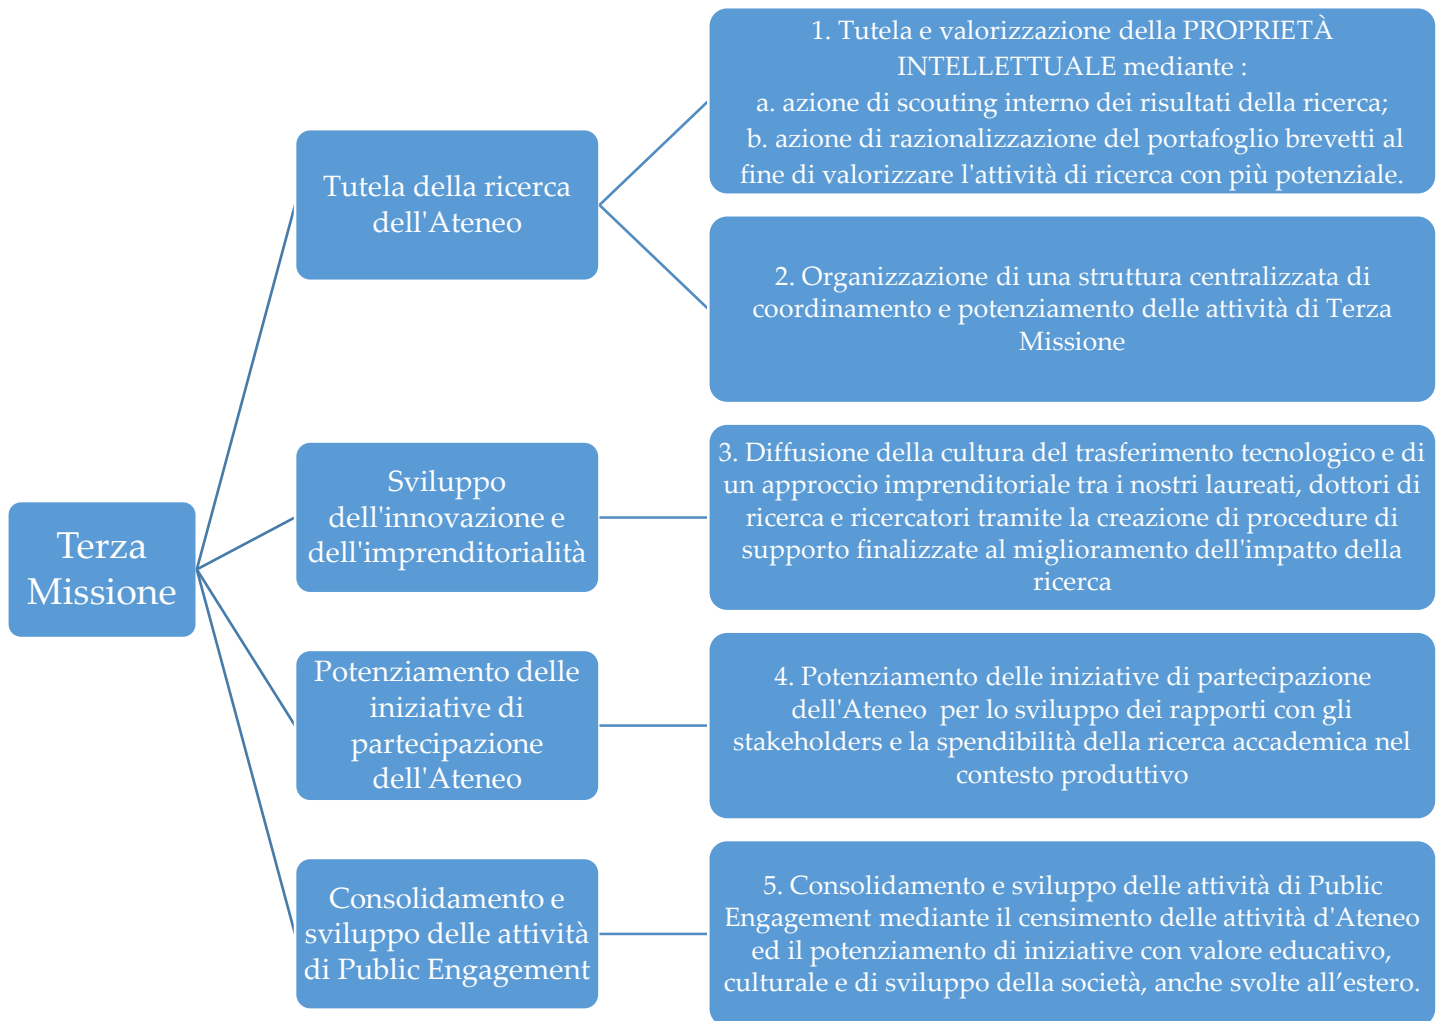 Terza
Missione
Tutela della ricerca
dell'Ateneo
1. Tutela e valorizzazione della PROPRIETÀ
INTELLETTUALE mediante :
a. azione di scouting interno dei risultati della ricerca;
b. azione di razionalizzazione del portafoglio brevetti al
fine di valorizzare l'attività di ricerca con più potenziale.
2. Organizzazione di una struttura centralizzata di
coordinamento e potenziamento delle attività di Terza
Missione
Sviluppo
dell'innovazione e
dell'imprenditorialità
3. Diffusione della cultura del trasferimento tecnologico e di
un approccio imprenditoriale tra i nostri laureati, dottori di
ricerca e ricercatori tramite la creazione di procedure di
supporto finalizzate al miglioramento dell'impatto della
ricerca
Potenziamento delle
iniziative di
partecipazione
dell'Ateneo
4. Potenziamento delle iniziative di partecipazione
dell'Ateneo  per lo sviluppo dei rapporti con gli
stakeholders e la spendibilità della ricerca accademica nel
contesto produttivo
Consolidamento e
sviluppo delle attività
di Public Engagement
5. Consolidamento e sviluppo delle attività di Public
Engagement mediante il censimento delle attività d'Ateneo
ed il potenziamento di iniziative con valore educativo,
culturale e di sviluppo della società, anche svolte all’estero.